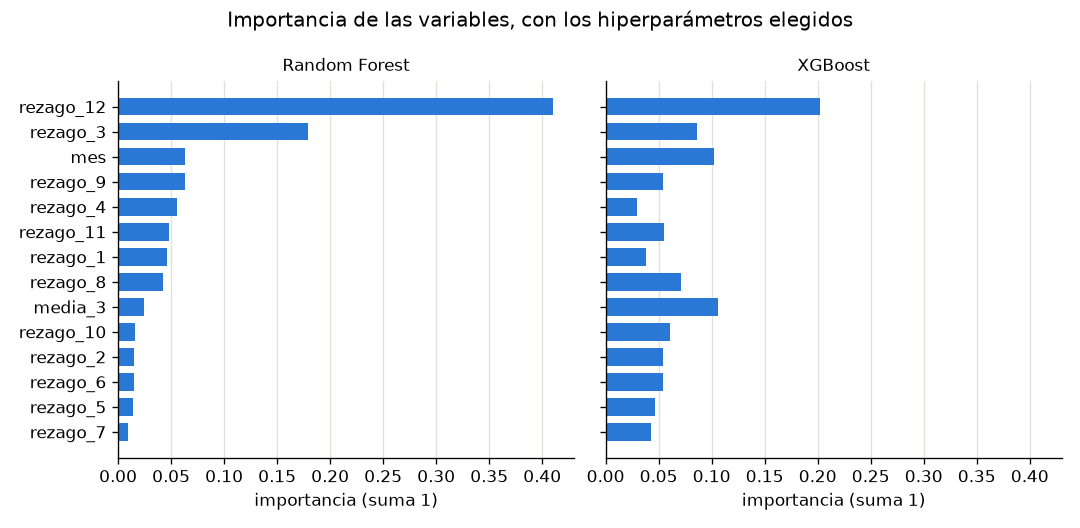 Importancia de las variables, con los hiperparámetros elegidos
Random Forest
XGBoost
rezago_12
rezago_3
mes
rezago_9
rezago_4
rezago_11
rezago_1
rezago_8
media_3
rezago_10
rezago_2
rezago_6
rezago_5
rezago_7
0.00 0.05 0.10 0.15 0.20 0.25 0.30 0.35 0.40
0.00 0.05 0.10 0.15 0.20 0.25 0.30 0.35 0.40
importancia (suma 1)
importancia (suma 1)